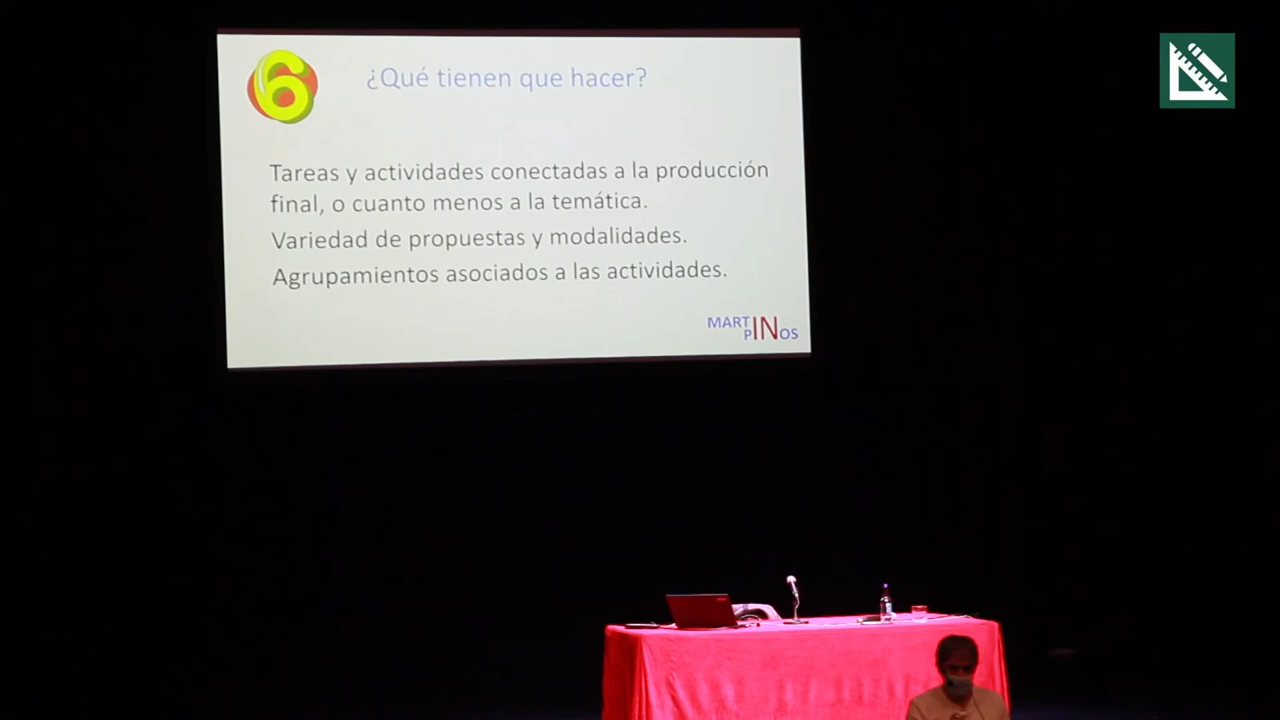 6
¿Qué tienen que hacer?
Tareas y actividades conectadas a la producción
final, o cuanto menos a la temática.
Variedad de propuestas y modalidades.
Agrupamientos asociados a las actividades.
MARTÍN
PINOS